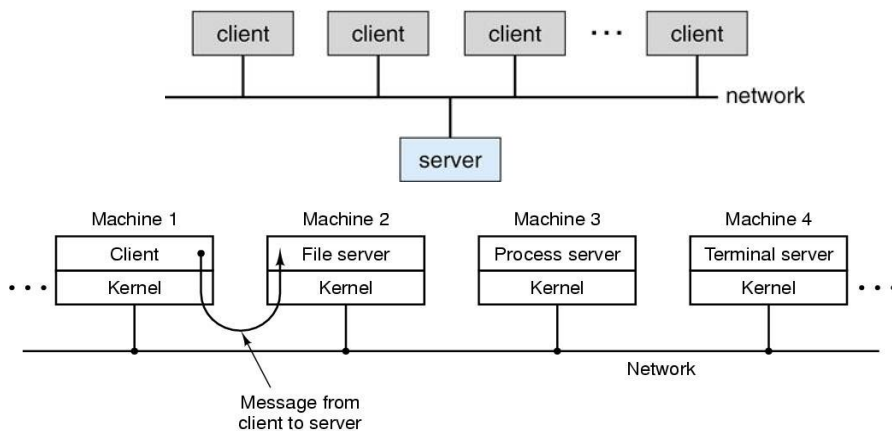 client client client ... client
network
server
Machine 1 Machine 2 Machine 3 Machine 4
Client File server Process server Terminal server
... Kernel Kernel Kernel Kernel ...
Network
Message from
client to server